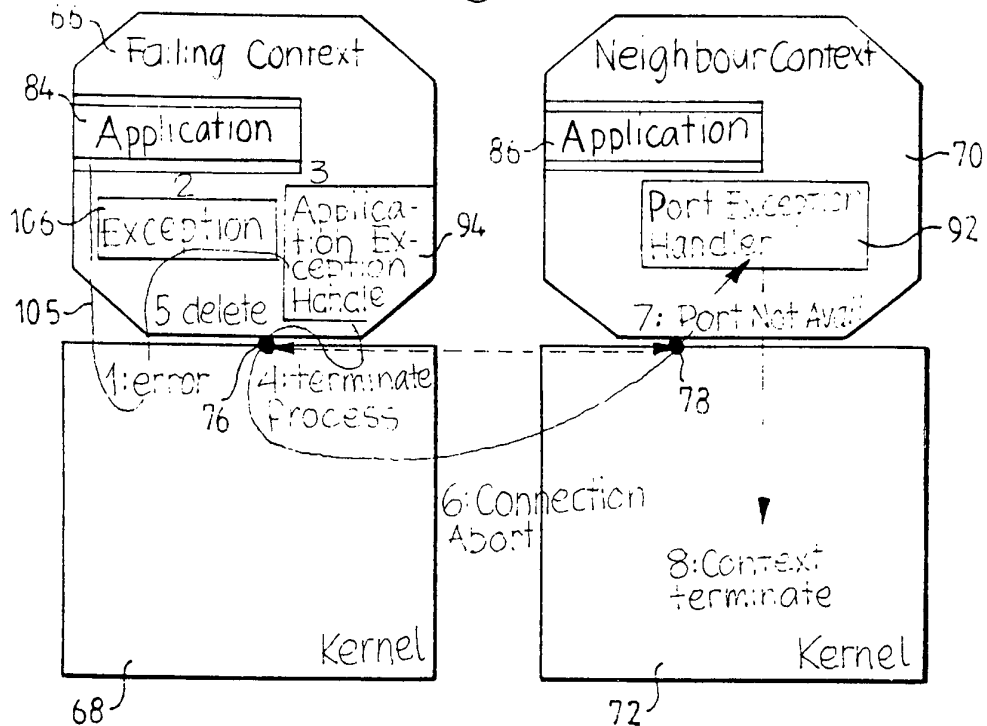 66
Failing Context
84
Application
2
3
106
Exception
Applica-
tion Ex-
ception
Handle
94
105
5 delete
1: error
76
4: terminate
Process
Kernel
68
Neighbour Context
86
Application
70
Port Exception
Handler
92
7: Port Not Avail
78
6: Connection
Abort
8: Context
terminate
Kernel
72